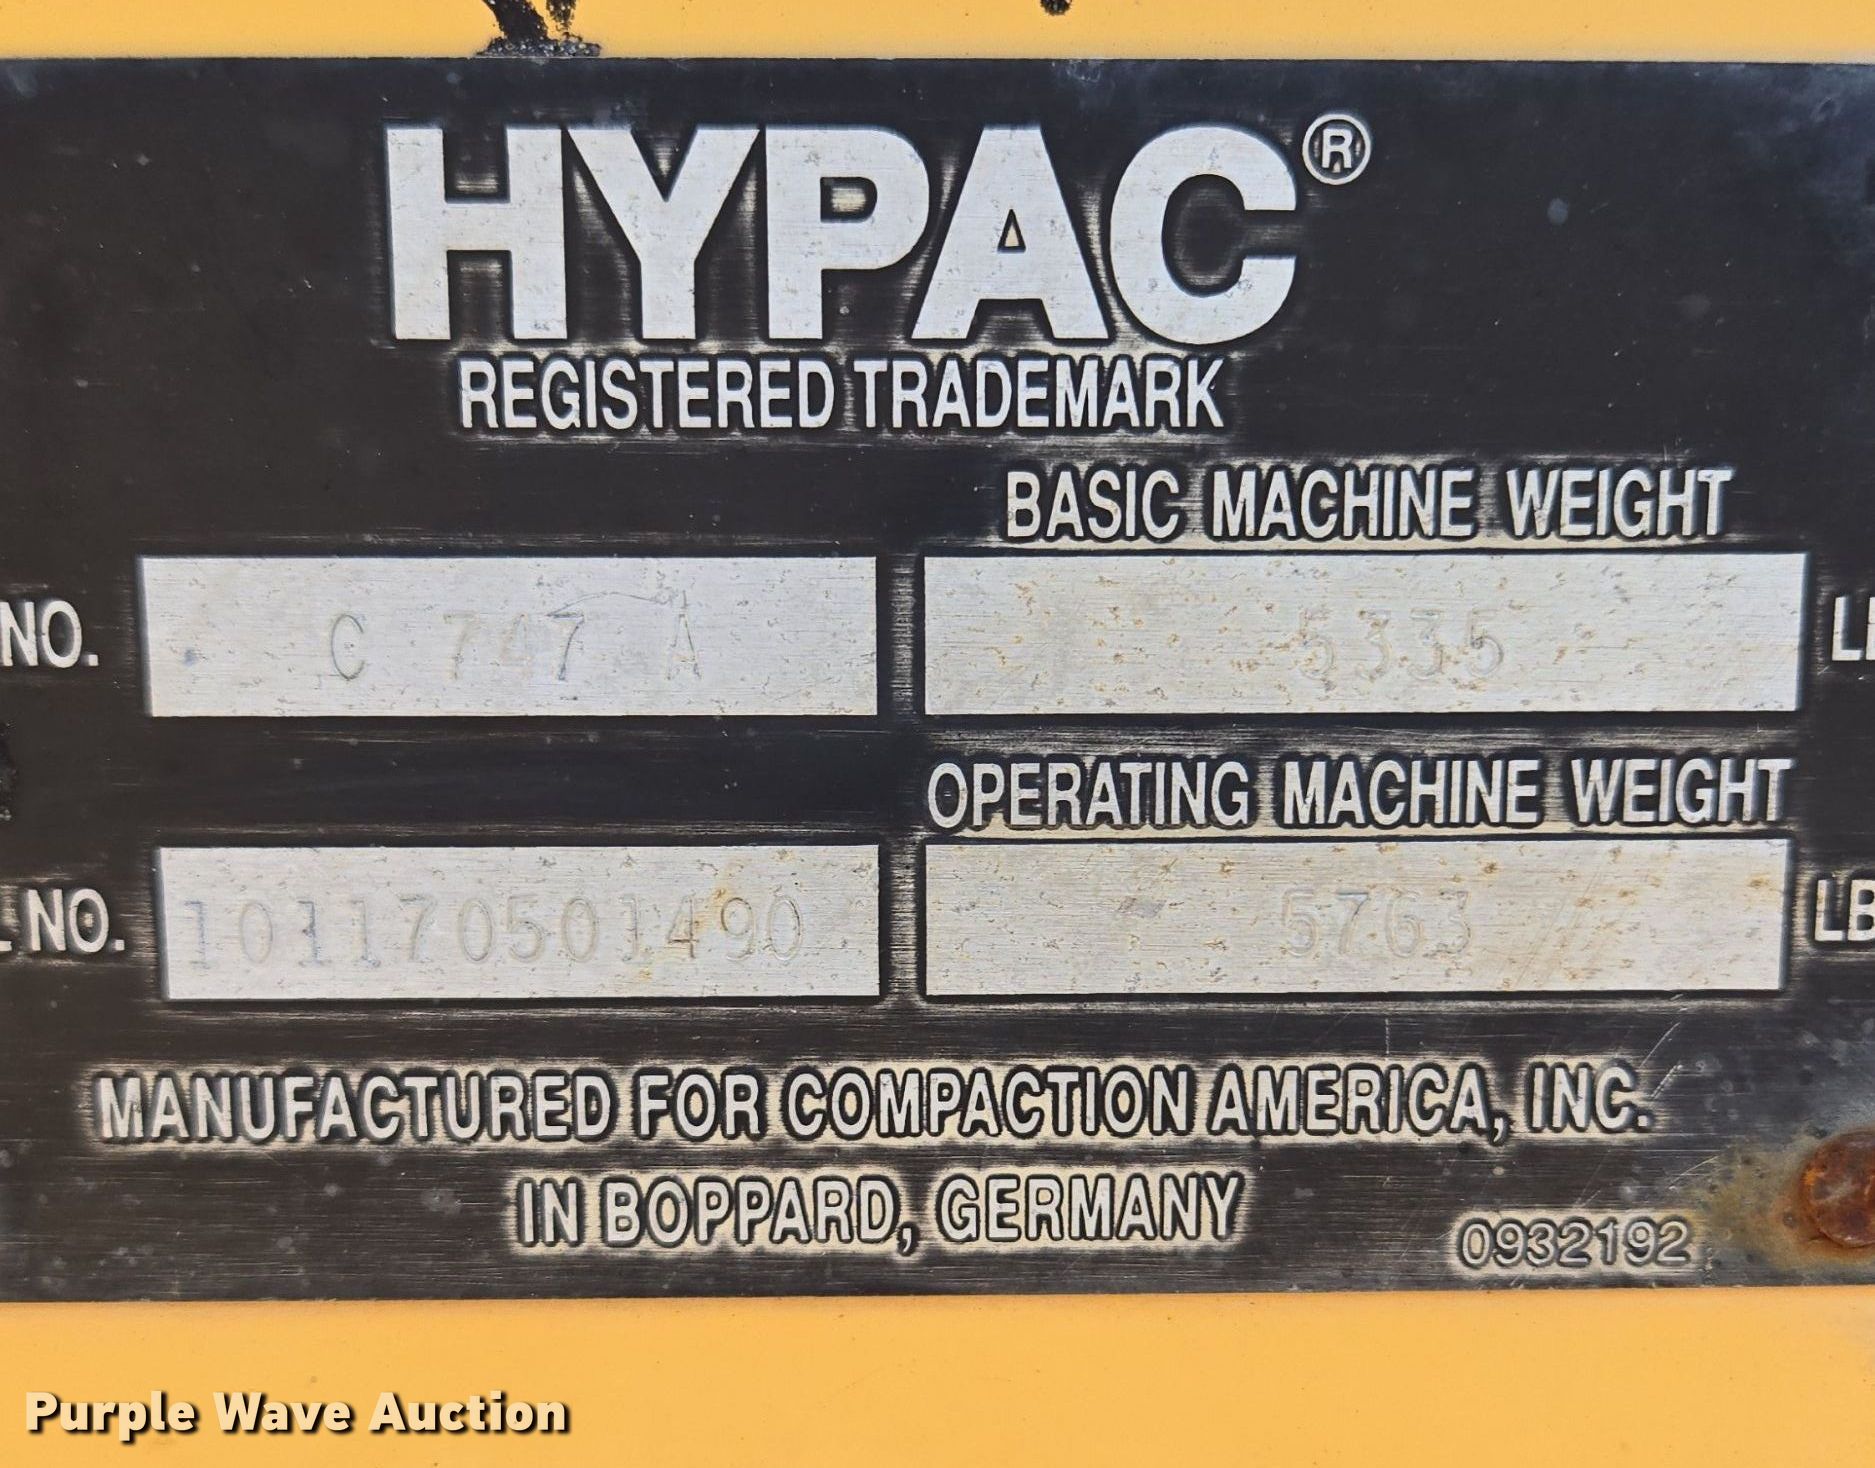 HYPAC®
REGISTERED TRADEMARK
BASIC MACHINE WEIGHT
NO. C 747 A 5335 LB
OPERATING MACHINE WEIGHT
L NO. 101170501490 5763 LB
MANUFACTURED FOR COMPACTION AMERICA, INC.
IN BOPPARD, GERMANY
0932192
Purple Wave Auction